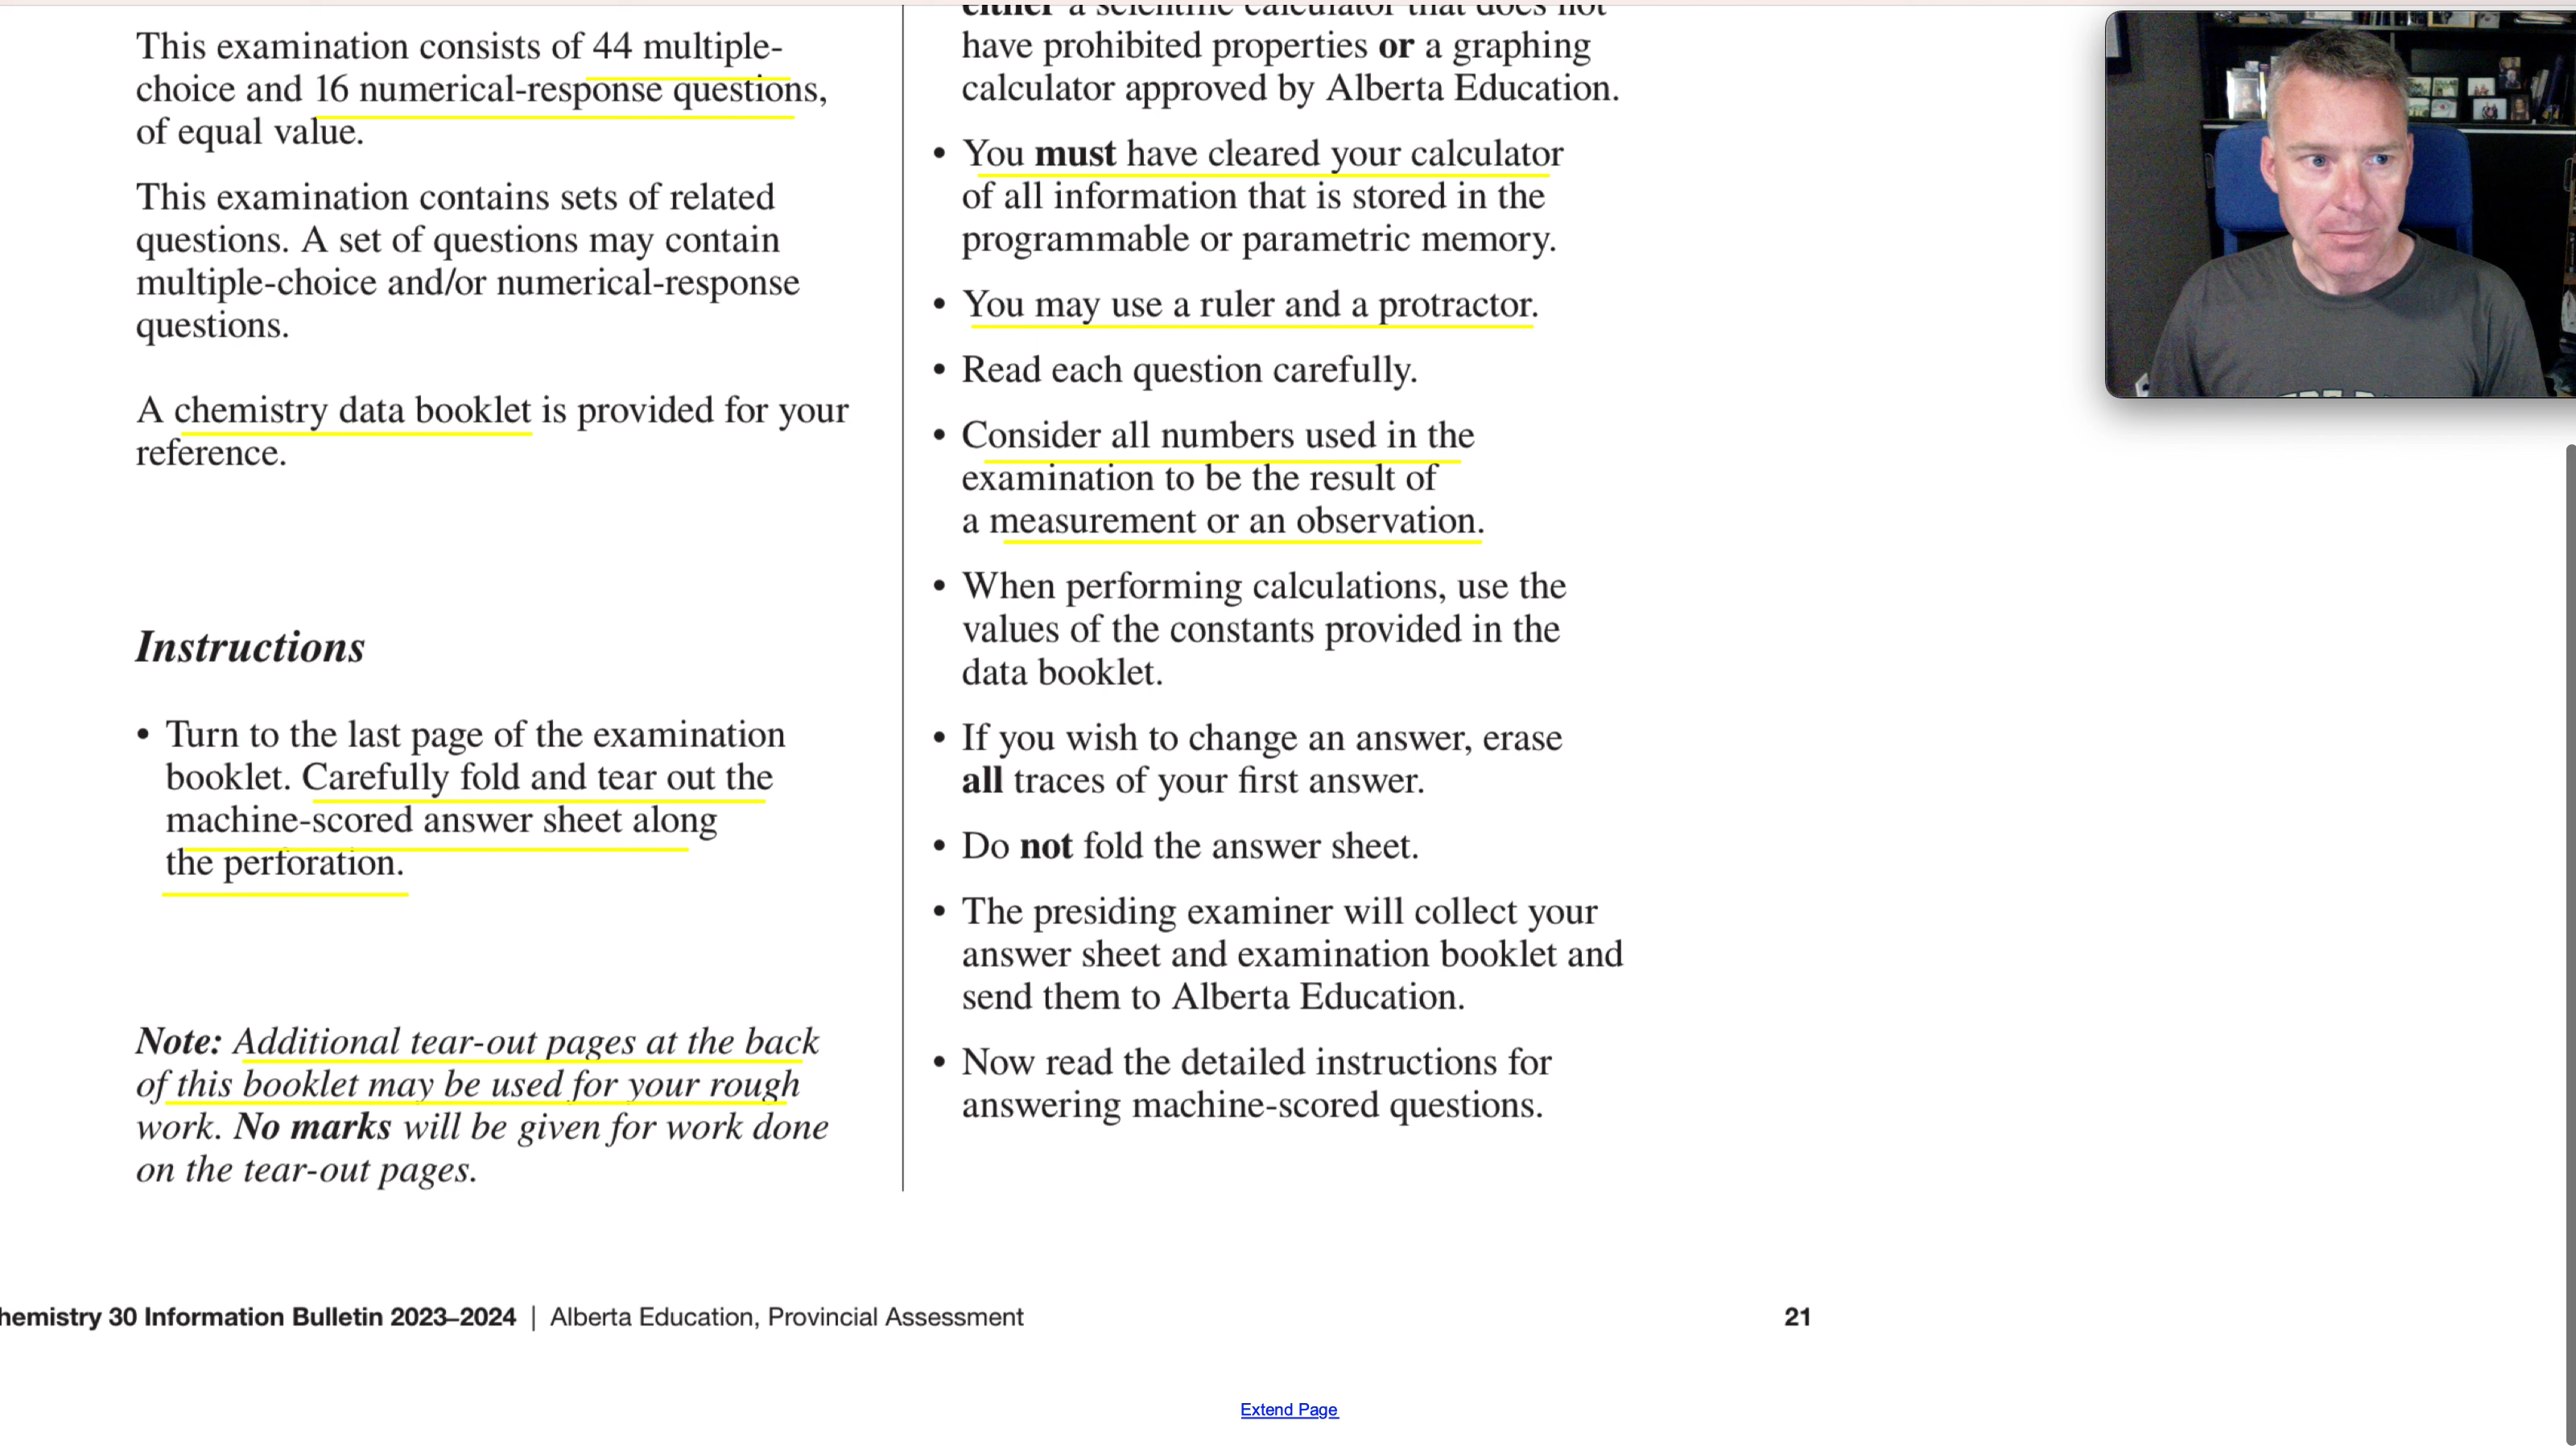 This examination consists of 44 multiple-
choice and 16 numerical-response questions,
of equal value.
This examination contains sets of related
questions. A set of questions may contain
multiple-choice and/or numerical-response
questions.
A chemistry data booklet is provided for your
reference.
Instructions
• Turn to the last page of the examination
booklet. Carefully fold and tear out the
machine-scored answer sheet along
the perforation.
Note: Additional tear-out pages at the back
of this booklet may be used for your rough
work. No marks will be given for work done
on the tear-out pages.
either a scientific calculator that does not
have prohibited properties or a graphing
calculator approved by Alberta Education.
• You must have cleared your calculator
of all information that is stored in the
programmable or parametric memory.
• You may use a ruler and a protractor.
• Read each question carefully.
• Consider all numbers used in the
examination to be the result of
a measurement or an observation.
• When performing calculations, use the
values of the constants provided in the
data booklet.
• If you wish to change an answer, erase
all traces of your first answer.
• Do not fold the answer sheet.
• The presiding examiner will collect your
answer sheet and examination booklet and
send them to Alberta Education.
• Now read the detailed instructions for
answering machine-scored questions.
hemistry 30 Information Bulletin 2023–2024 | Alberta Education, Provincial Assessment
21
Extend Page